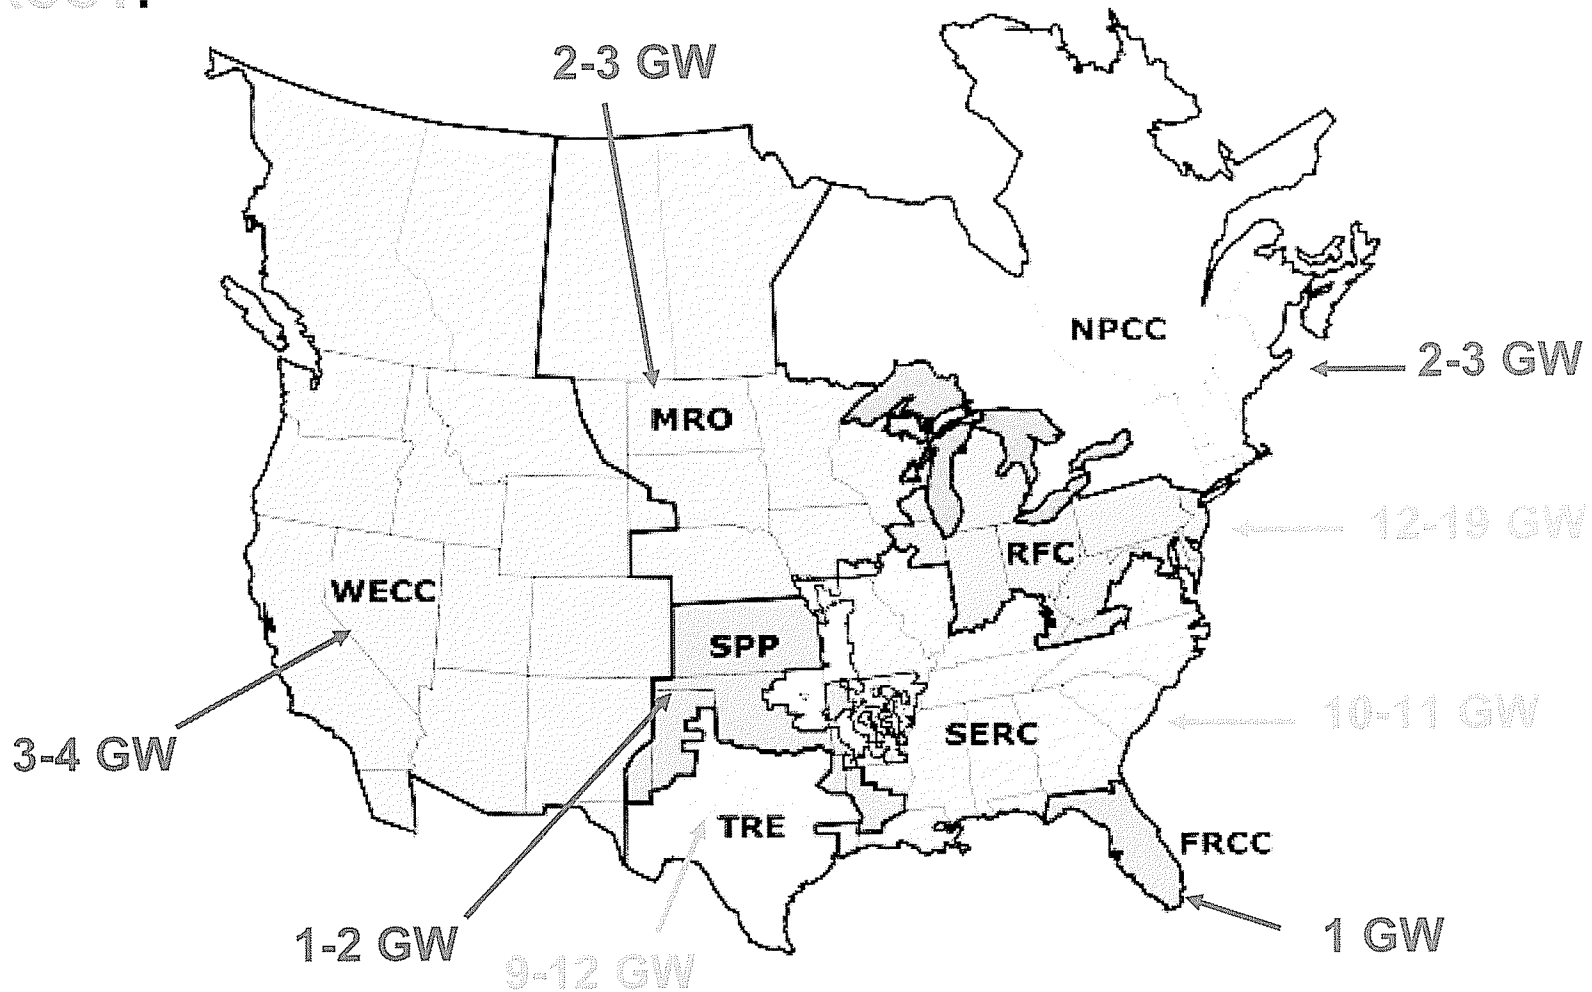 2-3 GW
NPCC
2-3 GW
MRO
12-19 GW
RFC
WECC
SPP
10-11 GW
SERC
3-4 GW
TRE
FRCC
1-2 GW
1 GW
9-12 GW